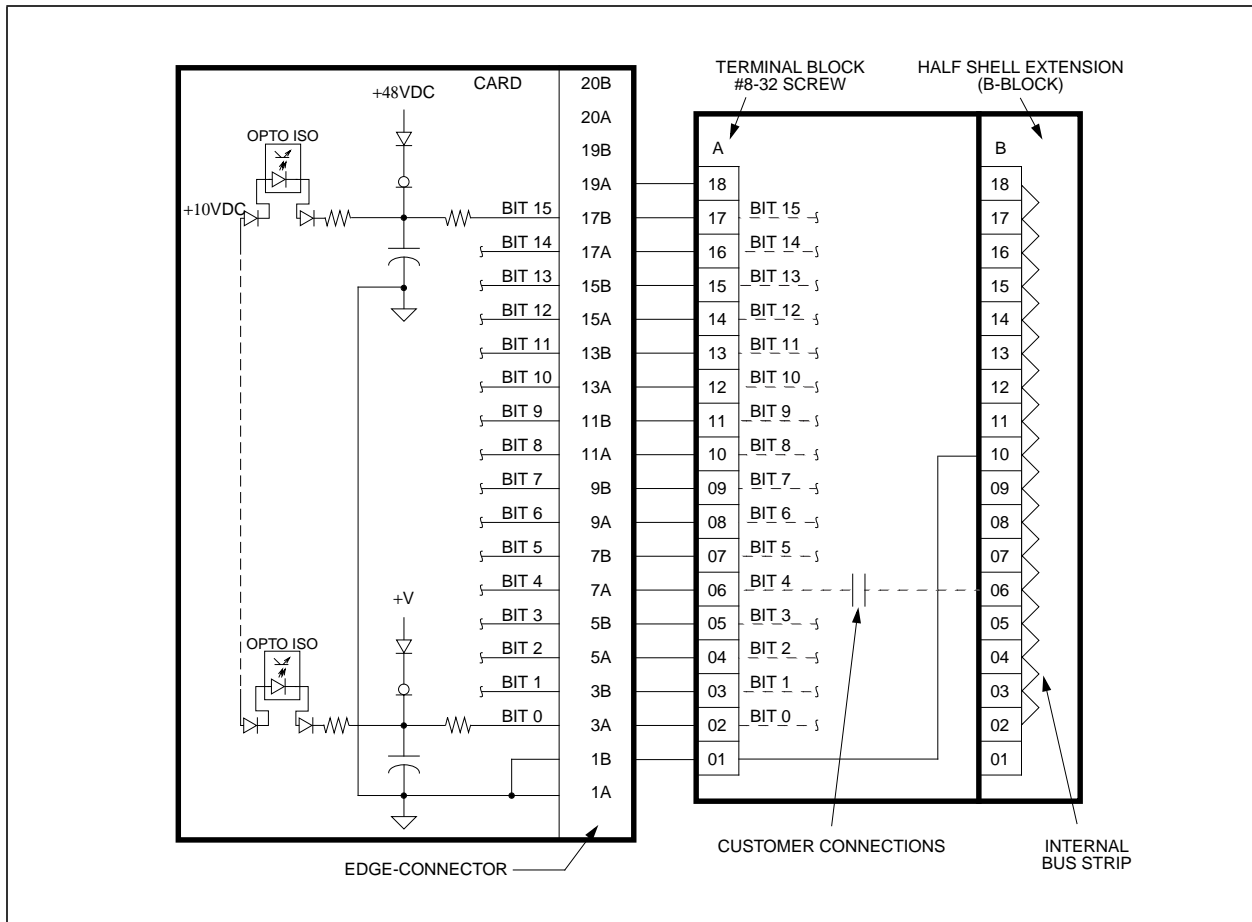 TERMINAL BLOCK
#8-32 SCREW
HALF SHELL EXTENSION
(B-BLOCK)
CARD
+48VDC
OPTO ISO
+10VDC
+V
OPTO ISO
BIT 15
BIT 14
BIT 13
BIT 12
BIT 11
BIT 10
BIT 9
BIT 8
BIT 7
BIT 6
BIT 5
BIT 4
BIT 3
BIT 2
BIT 1
BIT 0
20B
20A
19B
19A
17B
17A
15B
15A
13B
13A
11B
11A
9B
9A
7B
7A
5B
5A
3B
3A
1B
1A
A
18
17
16
15
14
13
12
11
10
09
08
07
06
05
04
03
02
01
BIT 15
BIT 14
BIT 13
BIT 12
BIT 11
BIT 10
BIT 9
BIT 8
BIT 7
BIT 6
BIT 5
BIT 4
BIT 3
BIT 2
BIT 1
BIT 0
B
18
17
16
15
14
13
12
11
10
09
08
07
06
05
04
03
02
01
EDGE-CONNECTOR
CUSTOMER CONNECTIONS
INTERNAL
BUS STRIP